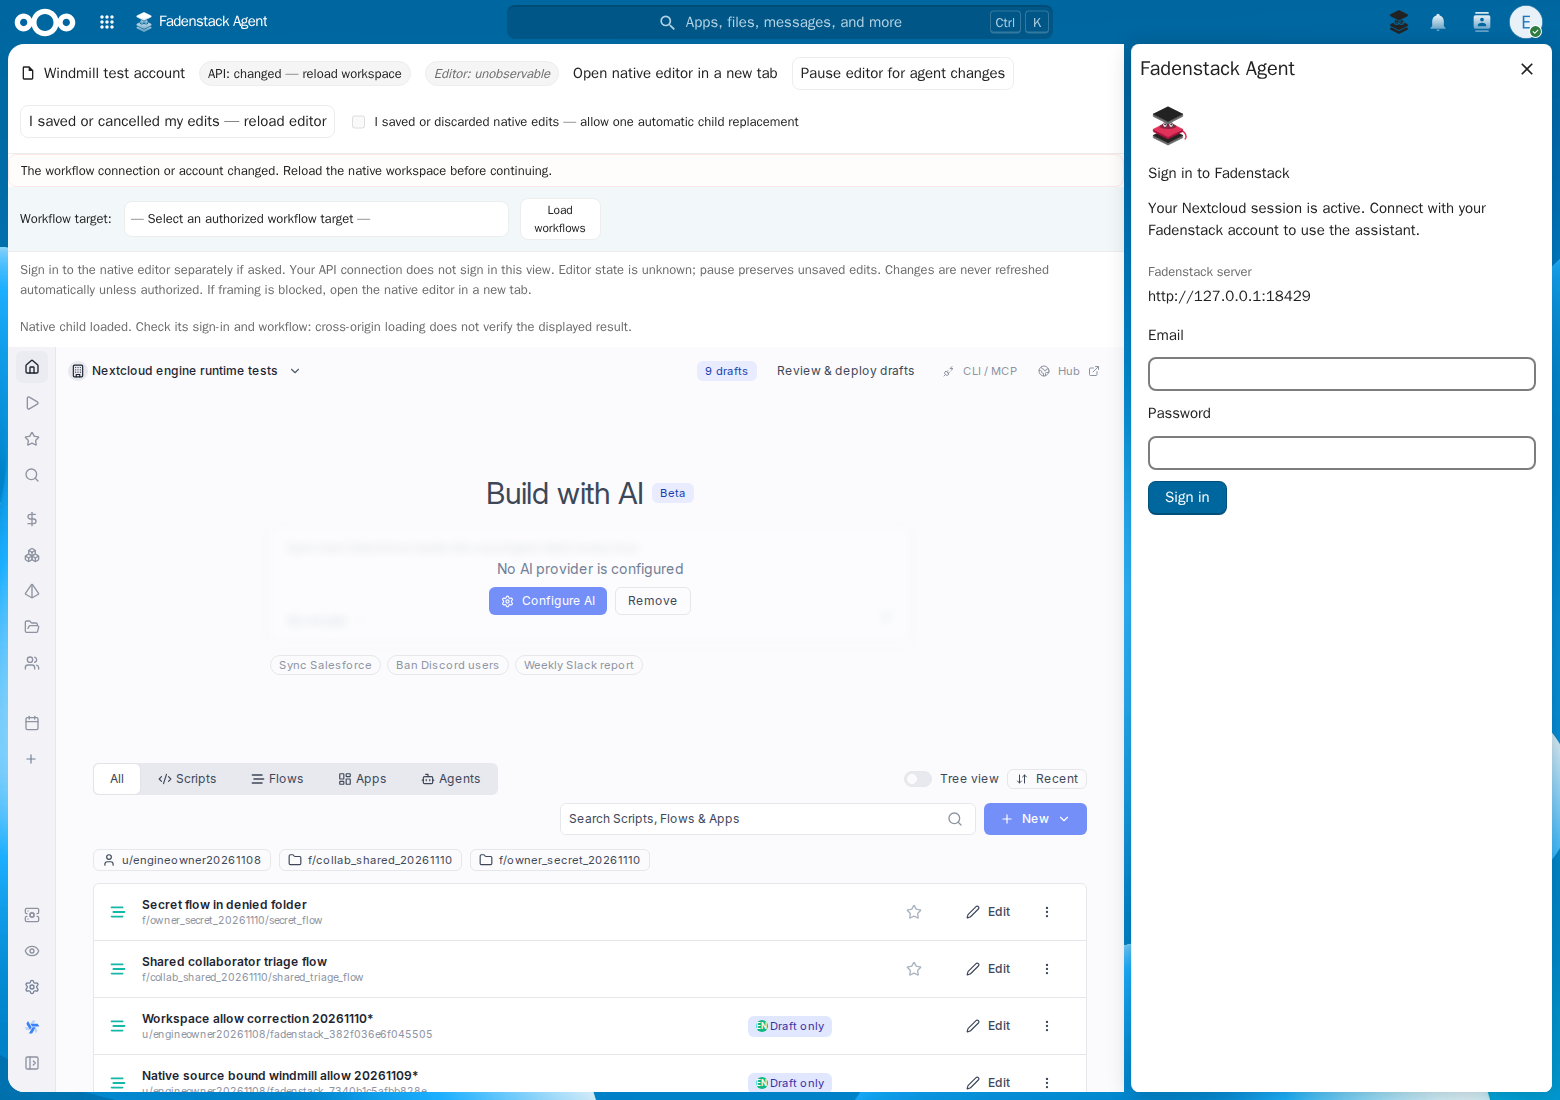 Fadenstack Agent
Apps, files, messages, and more
Ctrl
K
E
Windmill test account
API: changed — reload workspace
Editor: unobservable
Open native editor in a new tab
Pause editor for agent changes
I saved or cancelled my edits — reload editor
I saved or discarded native edits — allow one automatic child replacement
The workflow connection or account changed. Reload the native workspace before continuing.
Workflow target:
— Select an authorized workflow target —
Load
workflows
Sign in to the native editor separately if asked. Your API connection does not sign in this view. Editor state is unknown; pause preserves unsaved edits. Changes are never refreshed
automatically unless authorized. If framing is blocked, open the native editor in a new tab.
Native child loaded. Check its sign-in and workflow: cross-origin loading does not verify the displayed result.
Nextcloud engine runtime tests
9 drafts
Review & deploy drafts
CLI / MCP
Hub
Build with AI
Beta
No AI provider is configured
Configure AI
Remove
Sync Salesforce
Ban Discord users
Weekly Slack report
All
Scripts
Flows
Apps
Agents
Tree view
Recent
Search Scripts, Flows & Apps
New
u/engineowner20261108
f/collab_shared_20261110
f/owner_secret_20261110
Secret flow in denied folder
f/owner_secret_20261110/secret_flow
Edit
Shared collaborator triage flow
f/collab_shared_20261110/shared_triage_flow
Edit
Workspace allow correction 20261110*
u/engineowner20261108/fadenstack_382f036e6f045505
EN
Draft only
Edit
Native source bound windmill allow 20261109*
EN
Draft only
Edit
Fadenstack Agent
Sign in to Fadenstack
Your Nextcloud session is active. Connect with your
Fadenstack account to use the assistant.
Fadenstack server
http://127.0.0.1:18429
Email
Password
Sign in